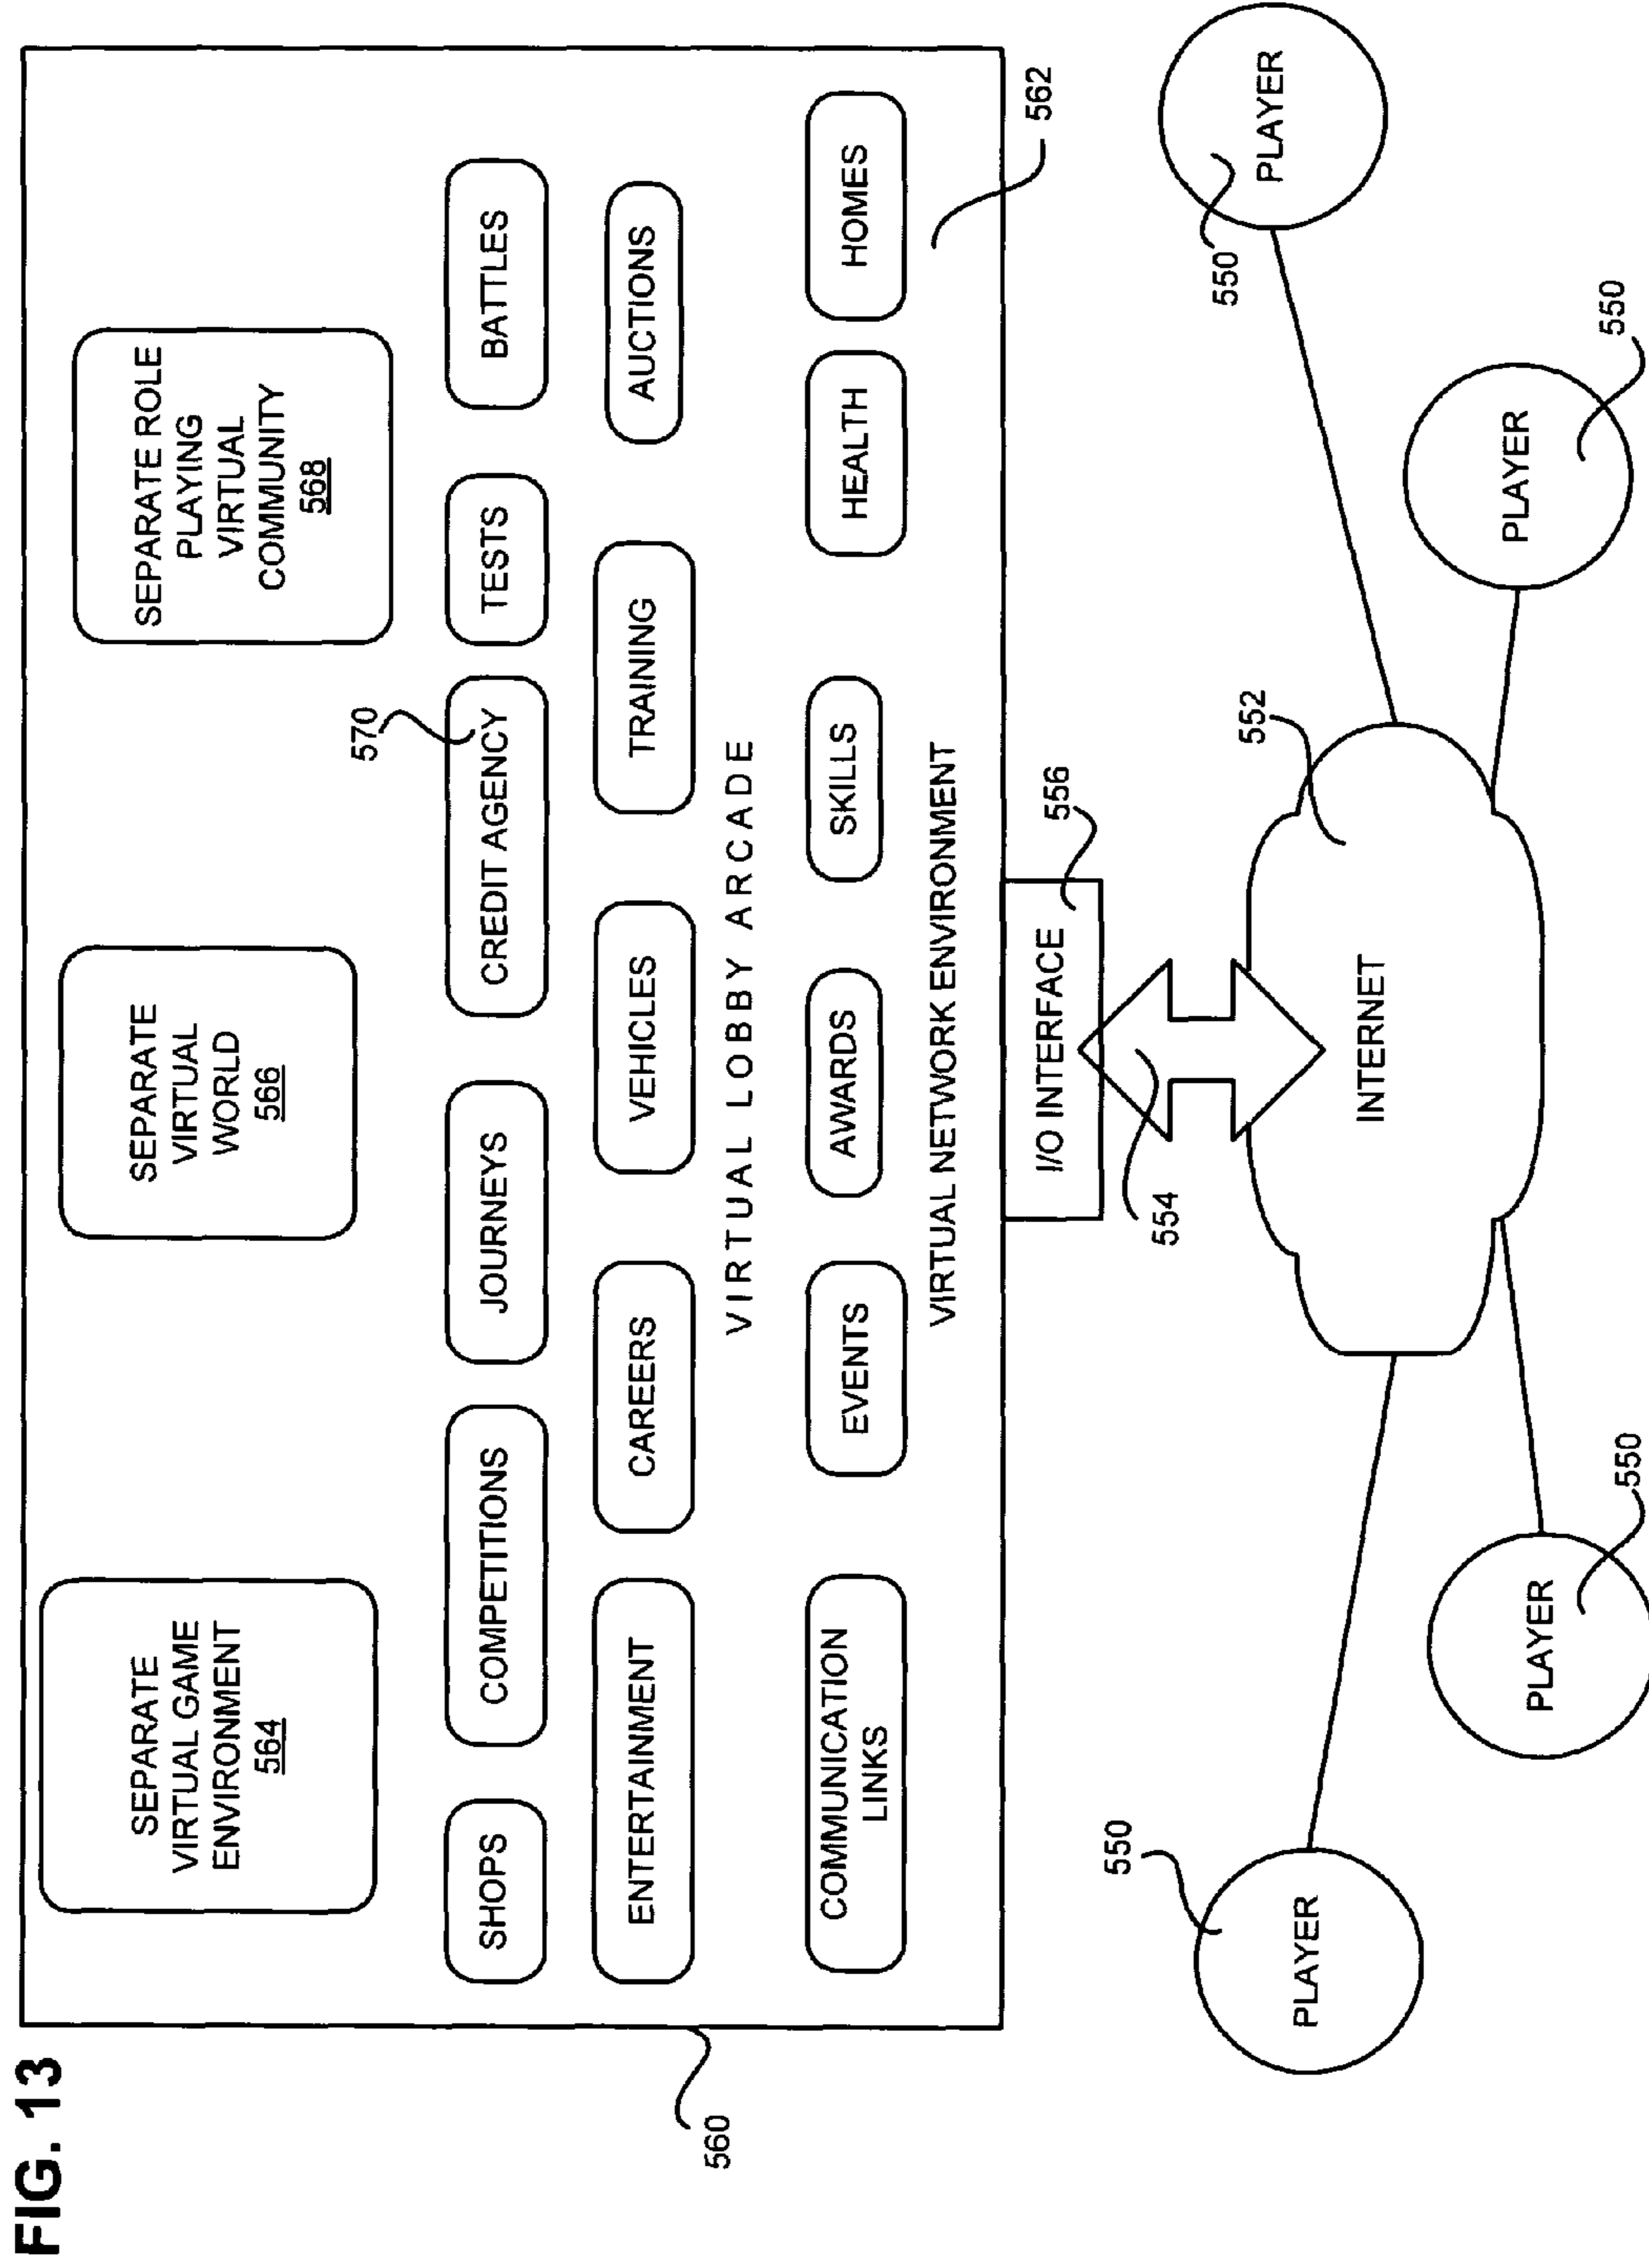 FIG. 13
SEPARATE
VIRTUAL GAME
ENVIRONMENT
564
SEPARATE
VIRTUAL
WORLD
566
SEPARATE ROLE
PLAYING
VIRTUAL
COMMUNITY
568
570
SHOPS
COMPETITIONS
JOURNEYS
CREDIT AGENCY
TESTS
BATTLES
ENTERTAINMENT
CAREERS
VEHICLES
TRAINING
AUCTIONS
VIRTUAL LOBBY ARCADE
COMMUNICATION
LINKS
EVENTS
AWARDS
SKILLS
HEALTH
HOMES
VIRTUAL NETWORK ENVIRONMENT
560
562
I/O INTERFACE
556
554
552
INTERNET
550
PLAYER
550
PLAYER
550
PLAYER
550
PLAYER